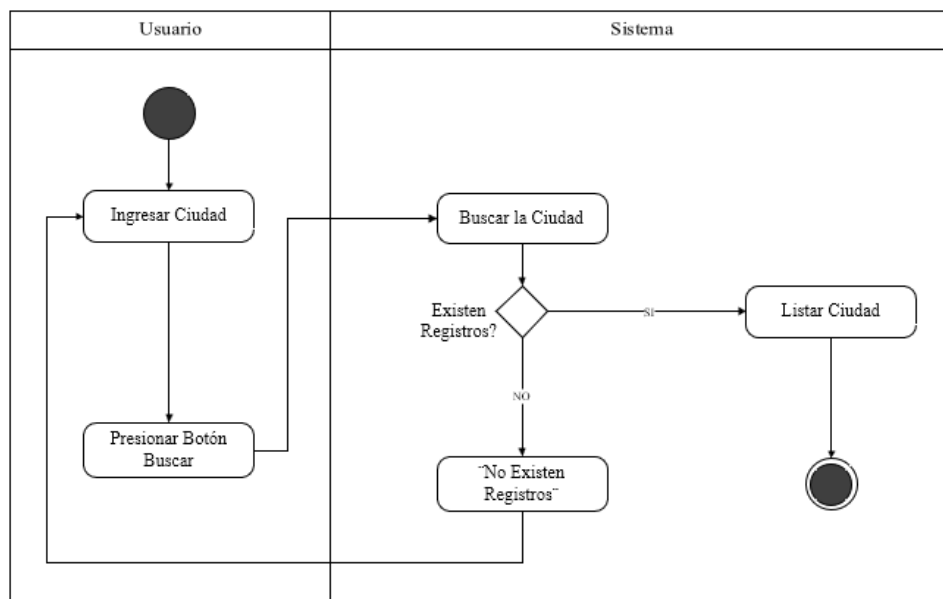 Usuario
Sistema
Ingresar Ciudad
Buscar la Ciudad
Existen
Registros?
SI
Listar Ciudad
NO
Presionar Botón
Buscar
¨No Existen
Registros¨